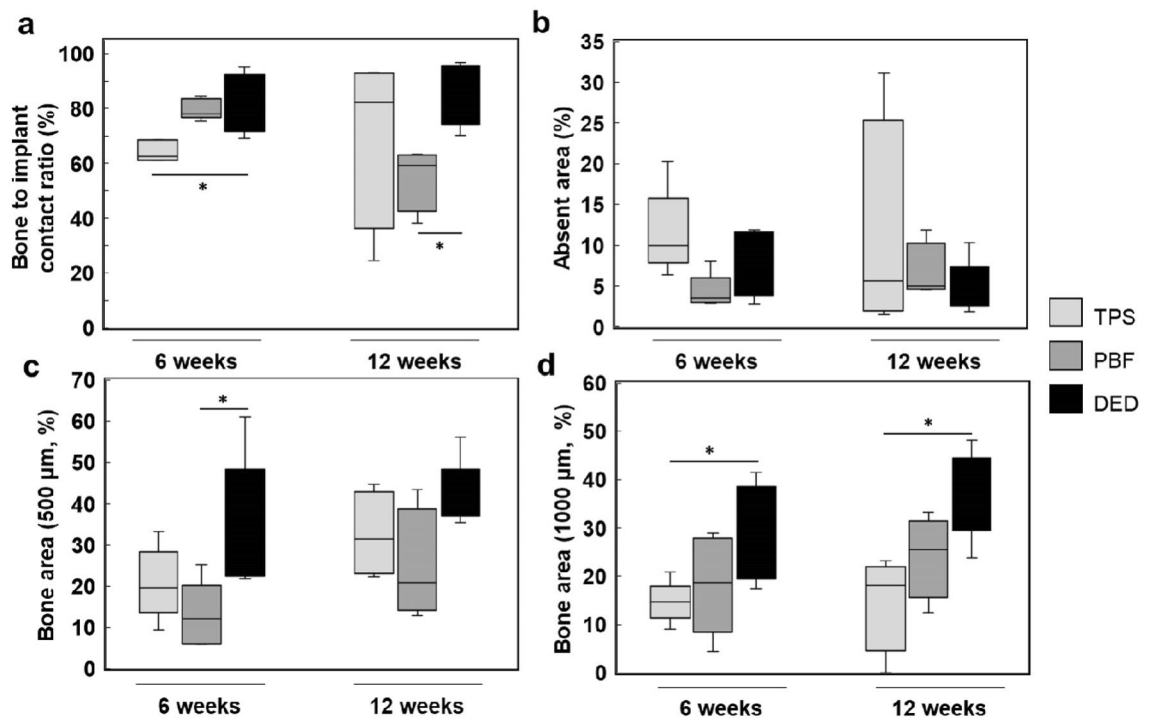 a
Bone to implant
contact ratio (%)
100
80
60
40
20
0
*
*
6 weeks
12 weeks
b
Absent area (%)
35
30
25
20
15
10
5
0
6 weeks
12 weeks
TPS
PBF
DED
c
Bone area (500 µm, %)
70
60
50
40
30
20
10
0
*
6 weeks
12 weeks
d
Bone area (1000 µm, %)
60
50
40
30
20
10
0
*
*
6 weeks
12 weeks